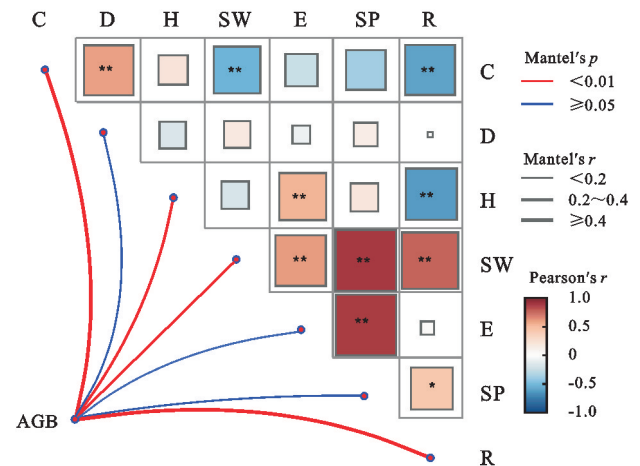 C D H SW E SP R
** ** ** C
D
** ** H
** ** ** SW
** E
* SP
R
AGB
Mantel's p
<0.01
≥0.05
Mantel's r
<0.2
0.2~0.4
≥0.4
Pearson's r
1.0
0.5
0
-0.5
-1.0